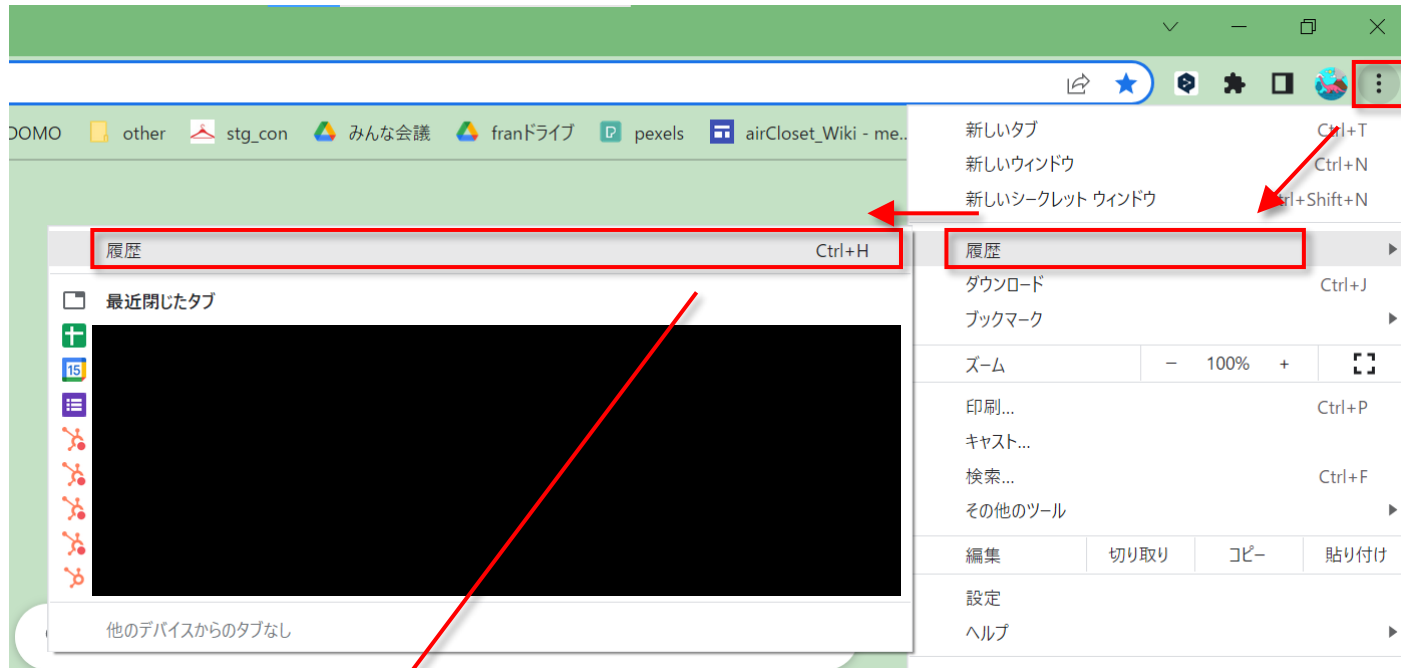 DOMO other stg_con みんな会議 franドライブ pexels airCloset_Wiki - me..
新しいタブ Ctrl+T
新しいウィンドウ Ctrl+N
新しいシークレット ウィンドウ Ctrl+Shift+N
履歴 Ctrl+H
履歴
ダウンロード Ctrl+J
最近閉じたタブ
ブックマーク
15
ズーム - 100% +
印刷... Ctrl+P
キャスト...
検索... Ctrl+F
その他のツール
編集 切り取り コピー 貼り付け
設定
他のデバイスからのタブなし
ヘルプ